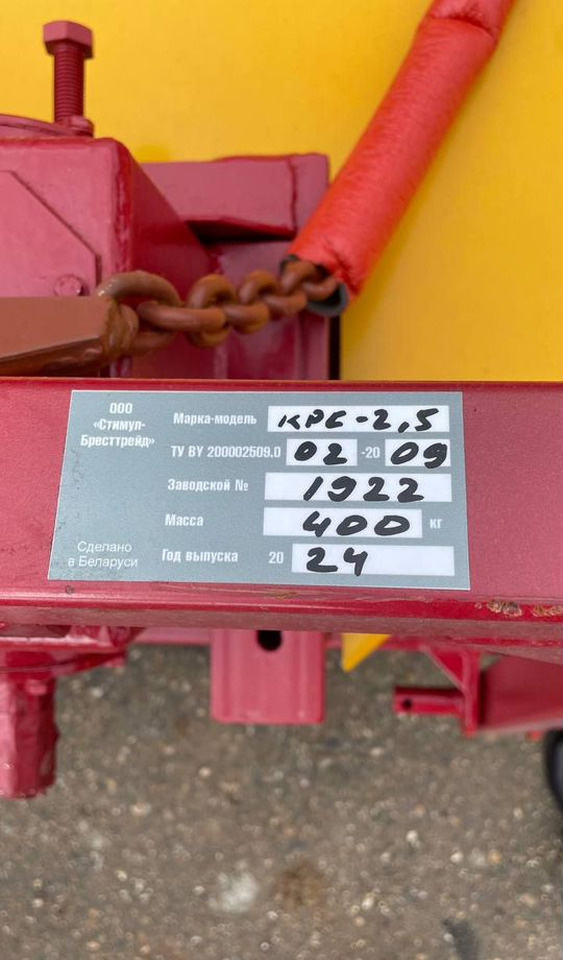 ООО
«Стимул-
Бресттрейд»
Марка-модель КРС-2,5
ТУ BY 200002509.0 02 -20 09
Заводской № 1922
Масса 400 кг
Сделано
в Беларуси
Год выпуска 20 24